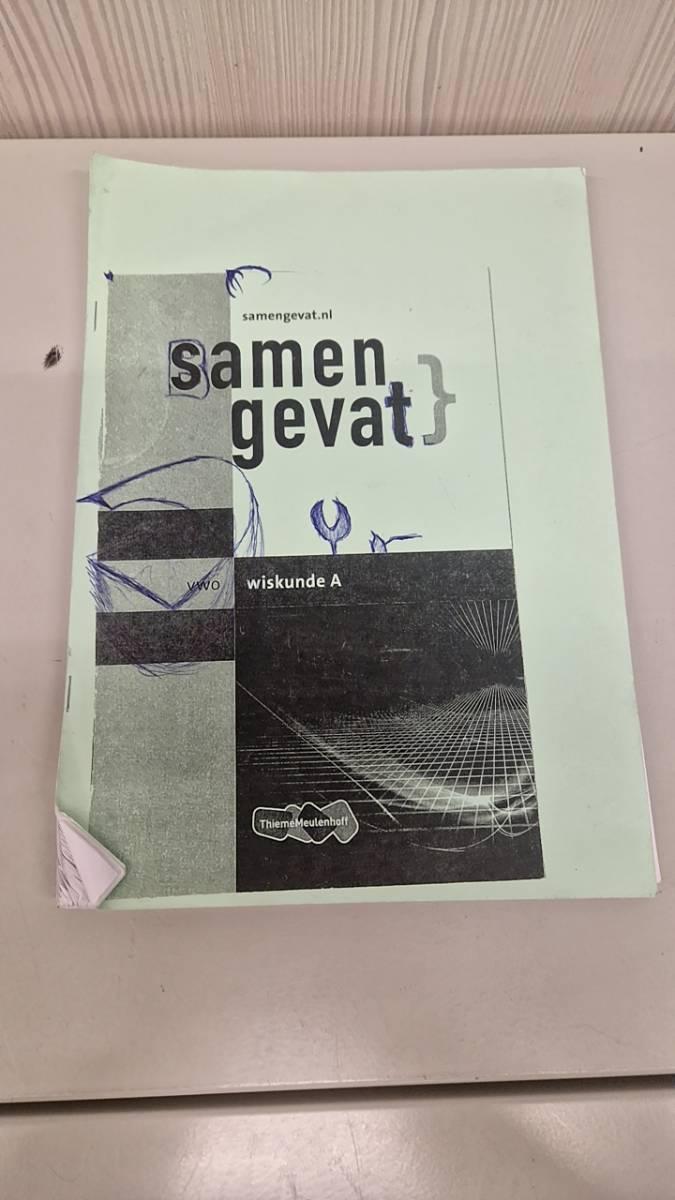 samengevat.nl
samen
gevat}
vwo wiskunde A
ThiemeMeulenhoff